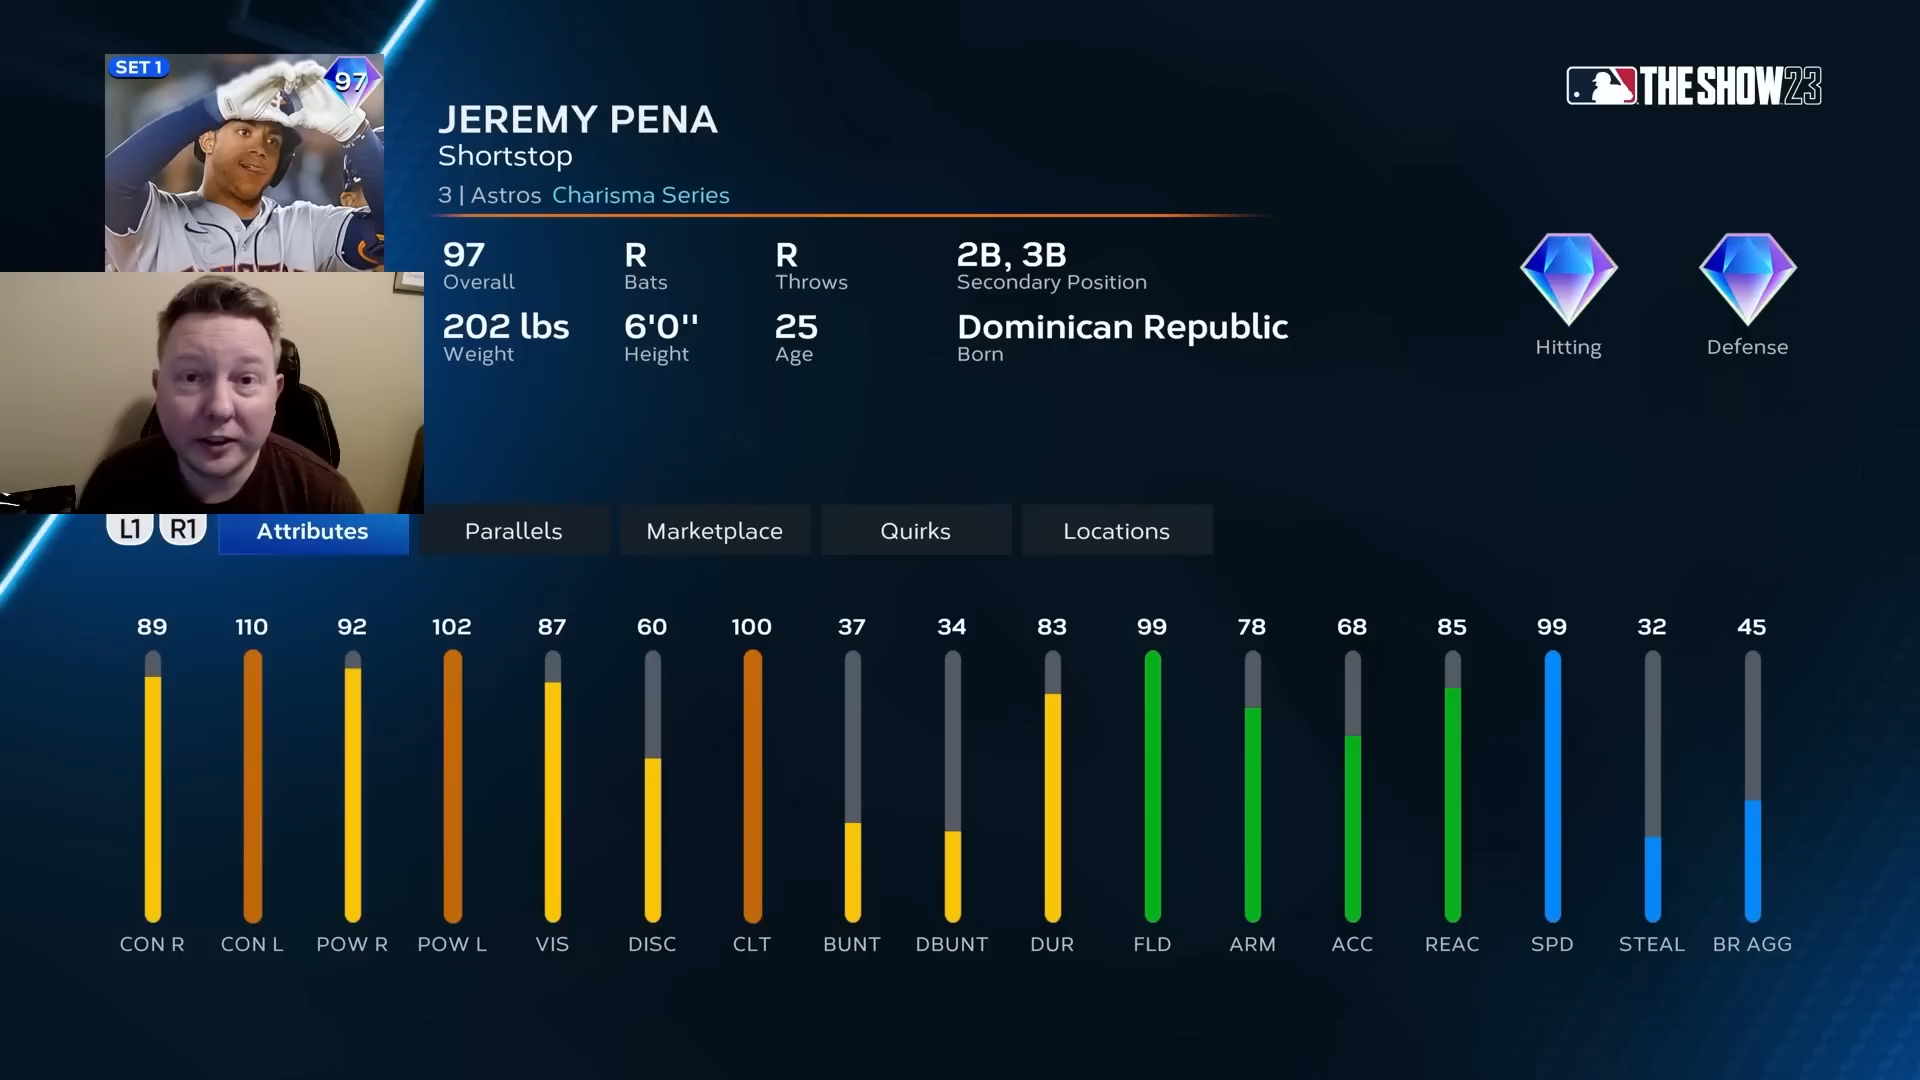 SET 1
97
JEREMY PENA
Shortstop
3 | Astros Charisma Series
THE SHOW 23
97 R R 2B, 3B
Overall Bats Throws Secondary Position
202 lbs 6'0'' 25 Dominican Republic
Weight Height Age Born
Hitting Defense
L1 R1 Attributes Parallels Marketplace Quirks Locations
89 110 92 102 87 60 100 37 34 83 99 78 68 85 99 32 45
CON R CON L POW R POW L VIS DISC CLT BUNT DBUNT DUR FLD ARM ACC REAC SPD STEAL BR AGG